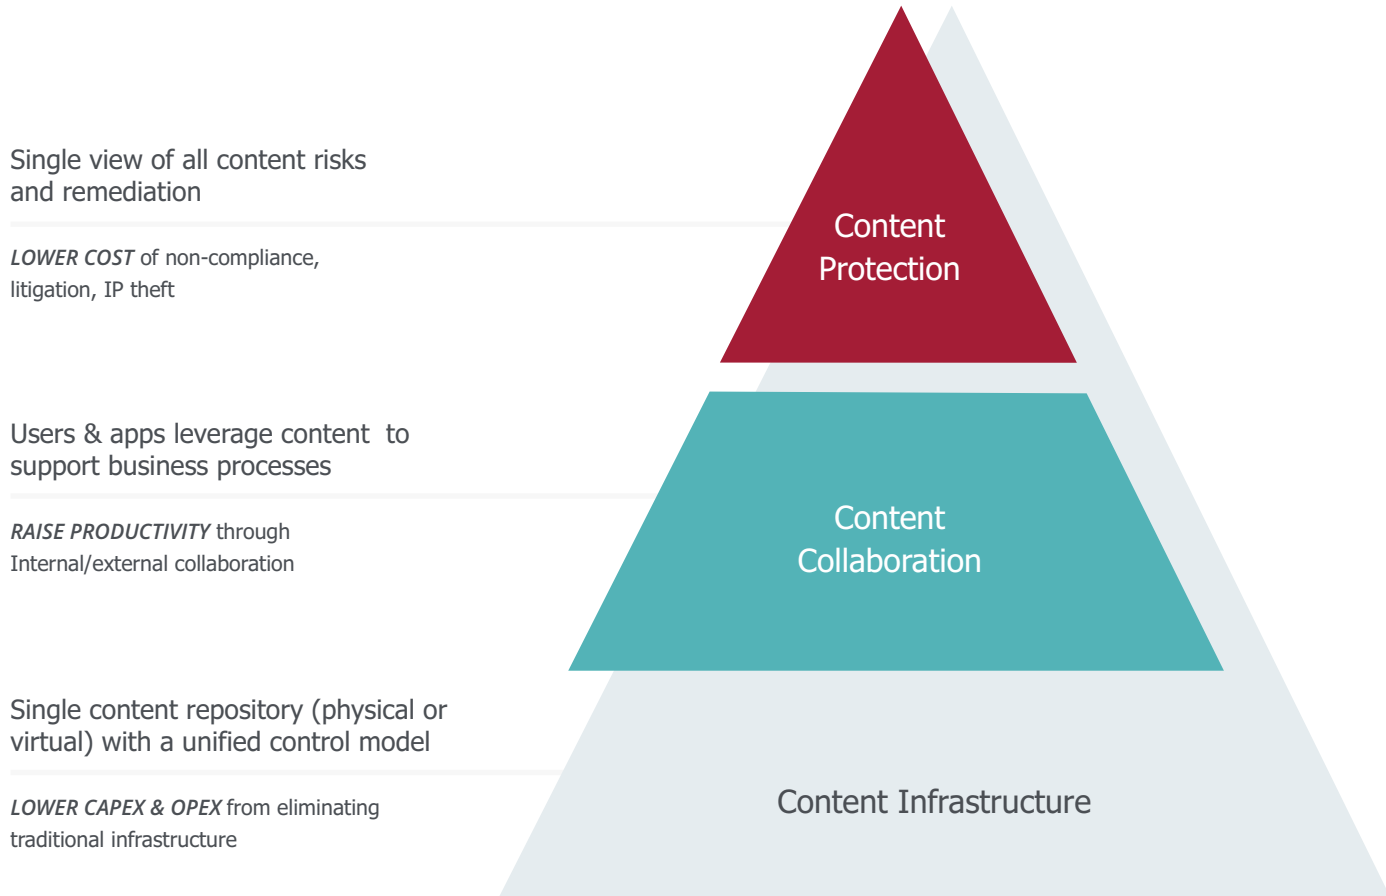 Single view of all content risks
and remediation
LOWER COST of non-compliance,
litigation, IP theft
Content
Protection
Users & apps leverage content to
support business processes
RAISE PRODUCTIVITY through
Internal/external collaboration
Content
Collaboration
Single content repository (physical or
virtual) with a unified control model
LOWER CAPEX & OPEX from eliminating
traditional infrastructure
Content Infrastructure